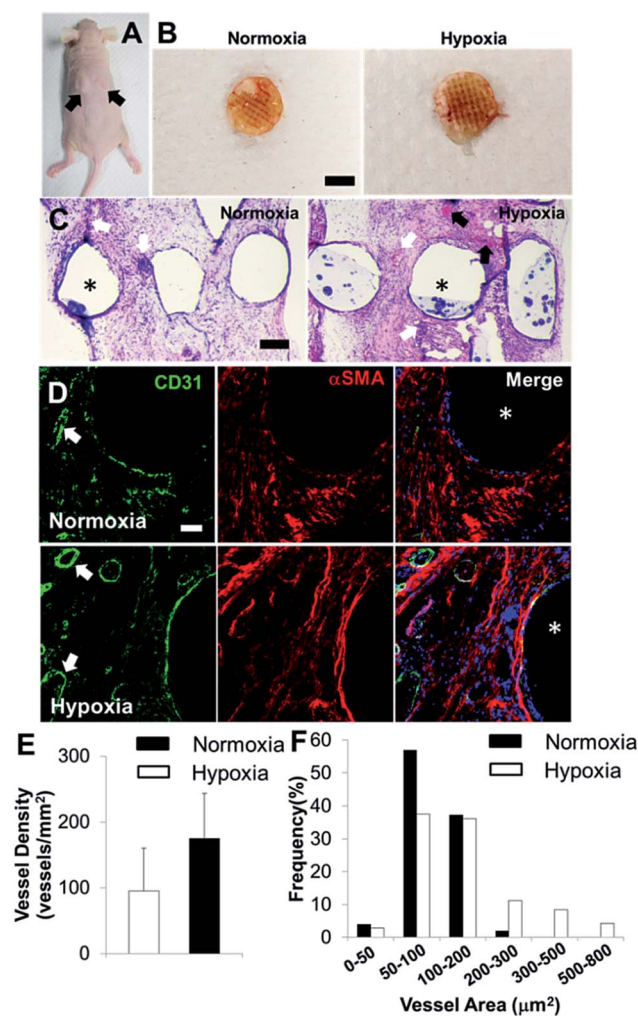 A
B
Normoxia
Hypoxia
*
C
Normoxia
*
Hypoxia
*
D
CD31
αSMA
Merge
*
Normoxia
Hypoxia
*
E
Normoxia
Hypoxia
300
200
100
0
Vessel Density
(vessels/mm²)
F
Normoxia
Hypoxia
60
50
40
30
20
10
0
Frequency(%)
0-50
50-100
100-200
200-300
300-500
500-800
Vessel Area (μm²)